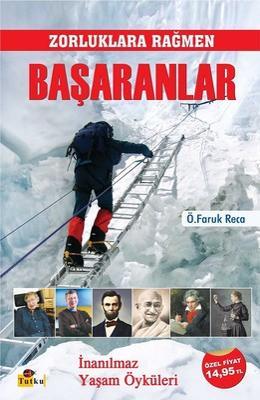 ZORLUKLARA RAĞMEN
BAŞARANLAR
Ö.Faruk Reca
Tutku
İnanılmaz
Yaşam Öyküleri
ÖZEL FİYAT
14,95 TL